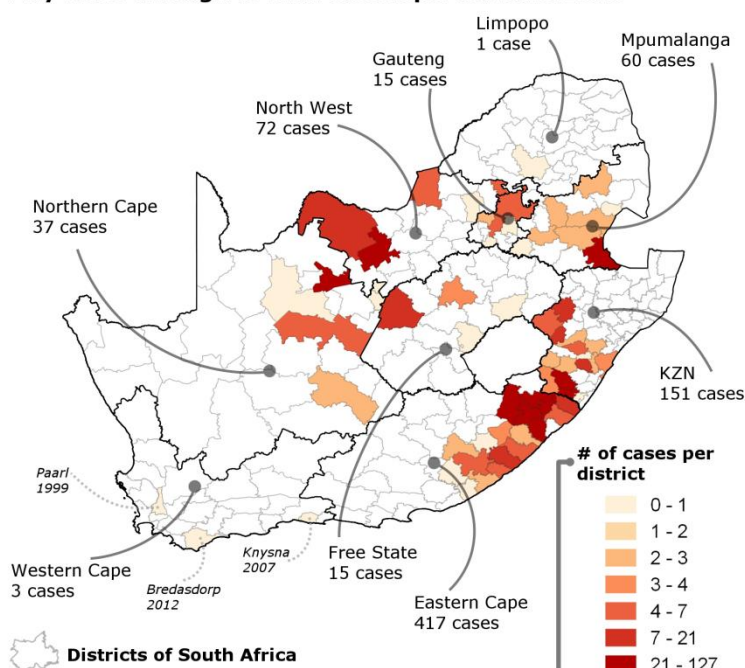 Limpopo
1 case
Mpumalanga
60 cases
Gauteng
15 cases
North West
72 cases
Northern Cape
37 cases
KZN
151 cases
# of cases per
district
0 - 1
1 - 2
2 - 3
3 - 4
4 - 7
7 - 21
21 - 127
Paarl
1999
Knysna
2007
Bredasdorp
2012
Western Cape
3 cases
Free State
15 cases
Eastern Cape
417 cases
Districts of South Africa